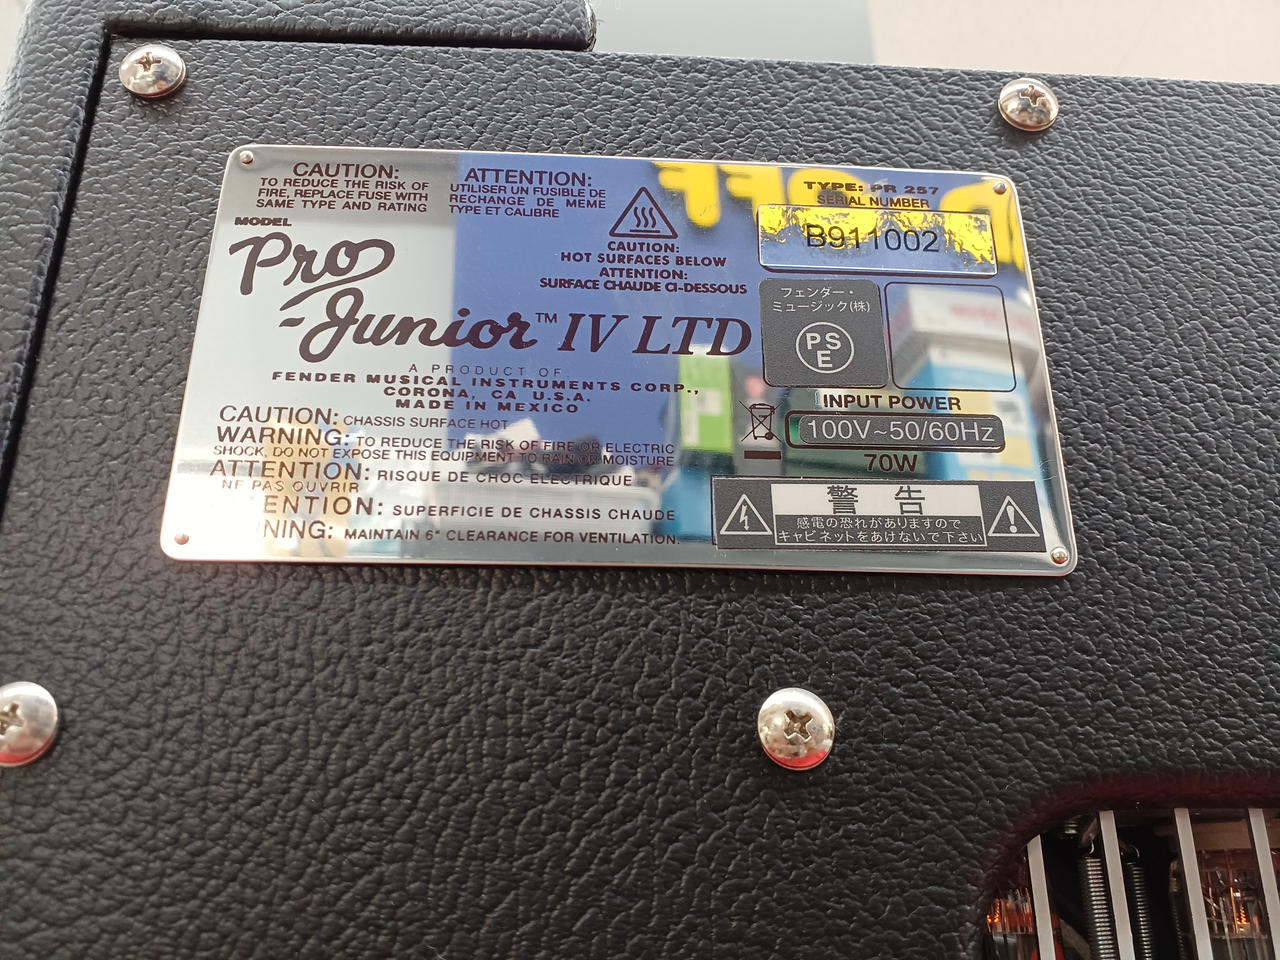 CAUTION:
TO REDUCE THE RISK OF
FIRE, REPLACE FUSE WITH
SAME TYPE AND RATING
ATTENTION:
UTILISER UN FUSIBLE DE
RECHANGE DE MEME
TYPE ET CALIBRE
CAUTION:
HOT SURFACES BELOW
ATTENTION:
SURFACE CHAUDE CI-DESSOUS
TYPE: PR 257
SERIAL NUMBER
B911002
MODEL
Pro
-Junior™ IV LTD
A PRODUCT OF
FENDER MUSICAL INSTRUMENTS CORP.,
CORONA, CA U.S.A.
MADE IN MEXICO
フェンダー・
ミュージック(株)
PS
E
INPUT POWER
100V~50/60Hz
70W
CAUTION: CHASSIS SURFACE HOT
WARNING: TO REDUCE THE RISK OF FIRE OR ELECTRIC
SHOCK, DO NOT EXPOSE THIS EQUIPMENT TO RAIN OR MOISTURE
ATTENTION: RISQUE DE CHOC ELECTRIQUE
NE PAS OUVRIR
TENTION: SUPERFICIE DE CHASSIS CHAUDE
NING: MAINTAIN 6" CLEARANCE FOR VENTILATION.
警告
感電の恐れがありますので
キャビネットをあけないで下さい